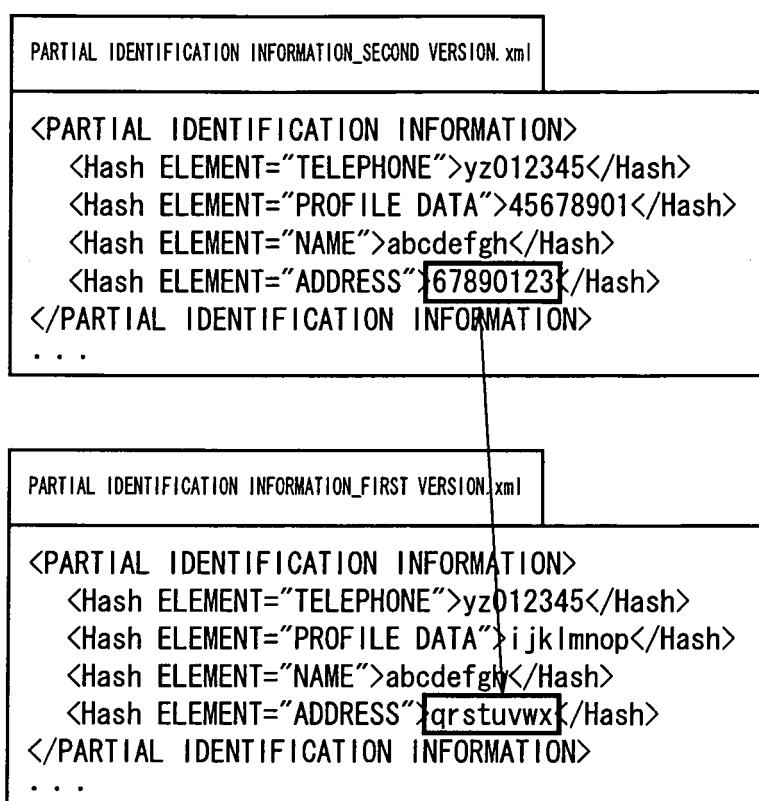 PARTIAL IDENTIFICATION INFORMATION_SECOND VERSION.xml
<PARTIAL IDENTIFICATION INFORMATION>
<Hash ELEMENT="TELEPHONE">yz012345</Hash>
<Hash ELEMENT="PROFILE DATA">45678901</Hash>
<Hash ELEMENT="NAME">abcdefgh</Hash>
<Hash ELEMENT="ADDRESS">67890123</Hash>
</PARTIAL IDENTIFICATION INFORMATION>
. . .
PARTIAL IDENTIFICATION INFORMATION_FIRST VERSION.xml
<PARTIAL IDENTIFICATION INFORMATION>
<Hash ELEMENT="TELEPHONE">yz012345</Hash>
<Hash ELEMENT="PROFILE DATA">ijklmnop</Hash>
<Hash ELEMENT="NAME">abcdefgh</Hash>
<Hash ELEMENT="ADDRESS">qrstuvwx</Hash>
</PARTIAL IDENTIFICATION INFORMATION>
. . .